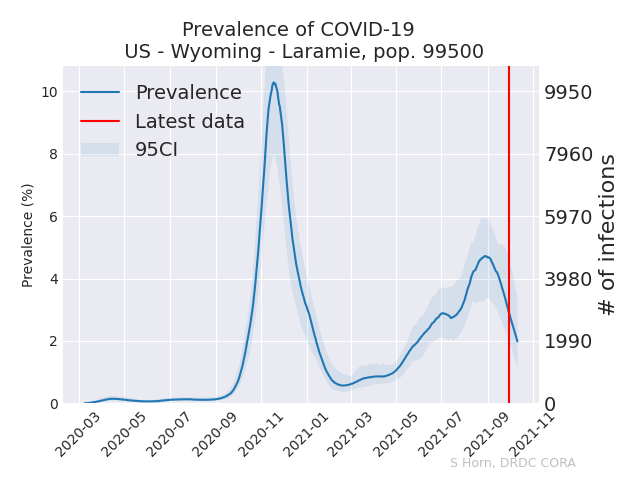 Prevalence of COVID-19
US - Wyoming - Laramie, pop. 99500
Prevalence
Latest data
95CI
Prevalence (%)
10
8
6
4
2
0
9950
7960
5970
3980
1990
0
# of infections
2020-03
2020-05
2020-07
2020-09
2020-11
2021-01
2021-03
2021-05
2021-07
2021-09
2021-11
S Horn, DRDC CORA